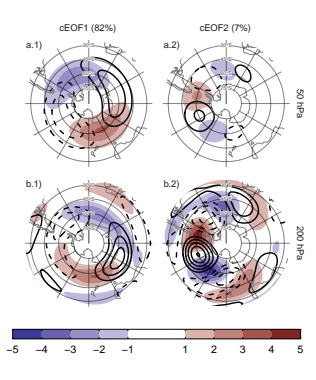 cEOF1 (82%) cEOF2 (7%)
a.1) a.2)
50 hPa
b.1) b.2)
200 hPa
−5 −4 −3 −2 −1 1 2 3 4 5